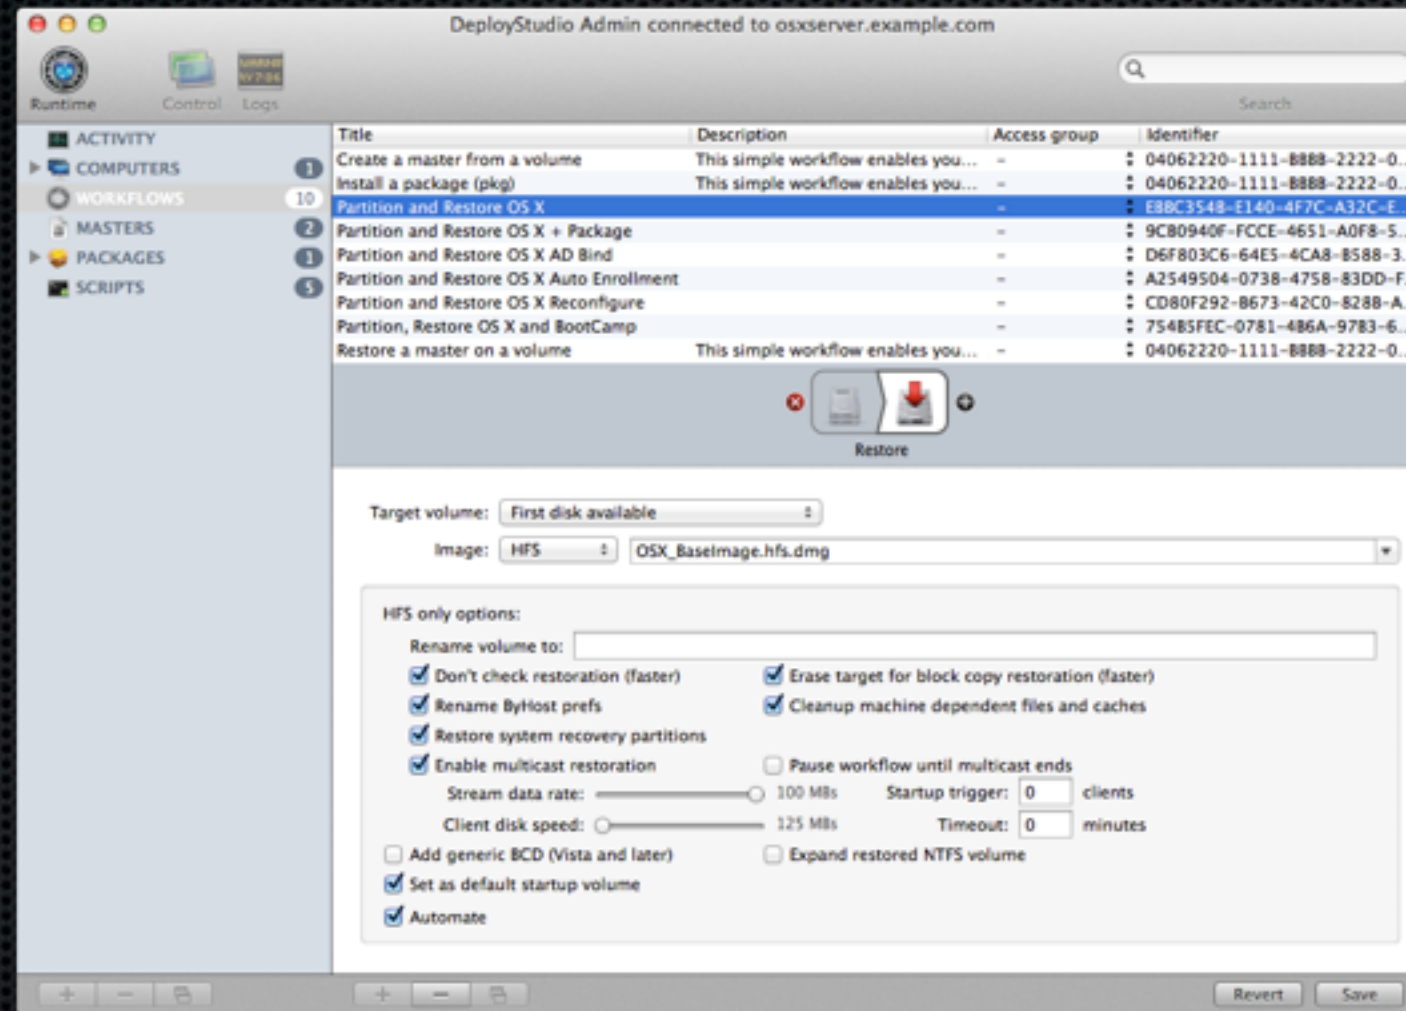 DeployStudio Admin connected to osxserver.example.com
Runtime Control Logs Search
ACTIVITY
COMPUTERS 1
WORKFLOWS 10
MASTERS 2
PACKAGES 1
SCRIPTS 5
Title Description Access group Identifier
Create a master from a volume This simple workflow enables you... – 04062220-1111-BBBB-2222-0...
Install a package (pkg) This simple workflow enables you... – 04062220-1111-BBBB-2222-0...
Partition and Restore OS X – E88C3548-E140-4F7C-A32C-E...
Partition and Restore OS X + Package – 9C80940F-FCCE-4651-A0F8-5...
Partition and Restore OS X AD Bind – D6F803C6-64E5-4CA8-B588-3...
Partition and Restore OS X Auto Enrollment – A2549504-0738-4758-83DD-F...
Partition and Restore OS X Reconfigure – CD80F292-B673-42C0-828B-A...
Partition, Restore OS X and BootCamp – 754B5FEC-0781-4B6A-97B3-6...
Restore a master on a volume This simple workflow enables you... – 04062220-1111-BBBB-2222-0...
Restore
Target volume: First disk available
Image: HFS OSX_BaseImage.hfs.dmg
HFS only options:
Rename volume to:
Don't check restoration (faster) Erase target for block copy restoration (faster)
Rename ByHost prefs Cleanup machine dependent files and caches
Restore system recovery partitions
Enable multicast restoration Pause workflow until multicast ends
Stream data rate: 100 MBs Startup trigger: 0 clients
Client disk speed: 125 MBs Timeout: 0 minutes
Add generic BCD (Vista and later) Expand restored NTFS volume
Set as default startup volume
Automate
Revert Save